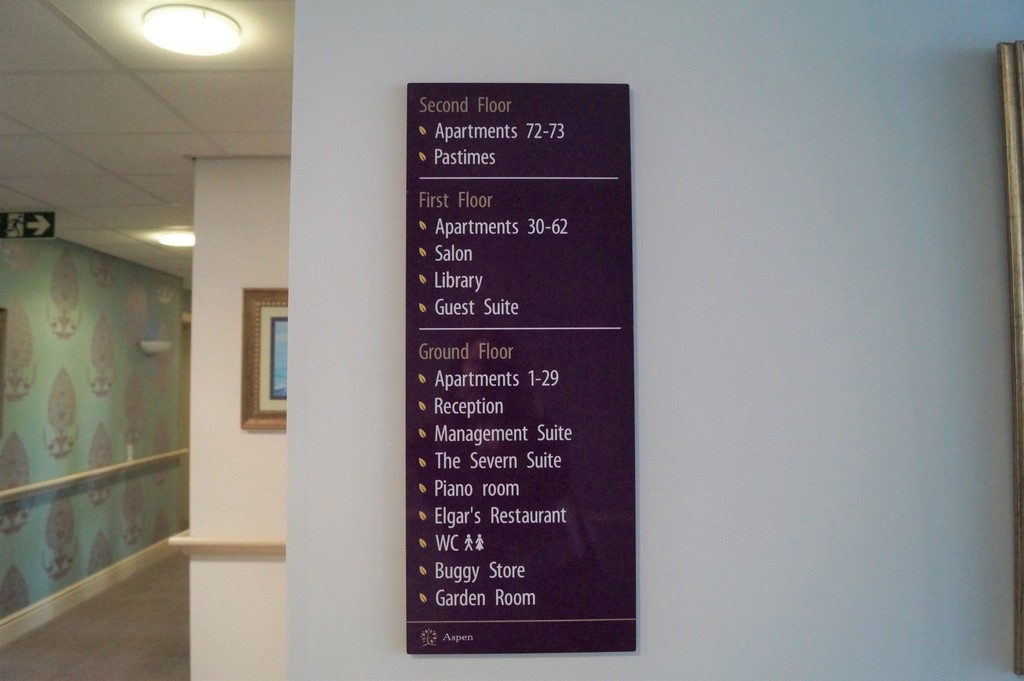 Second Floor
Apartments 72-73
Pastimes
First Floor
Apartments 30-62
Salon
Library
Guest Suite
Ground Floor
Apartments 1-29
Reception
Management Suite
The Severn Suite
Piano room
Elgar's Restaurant
WC
Buggy Store
Garden Room
Aspen